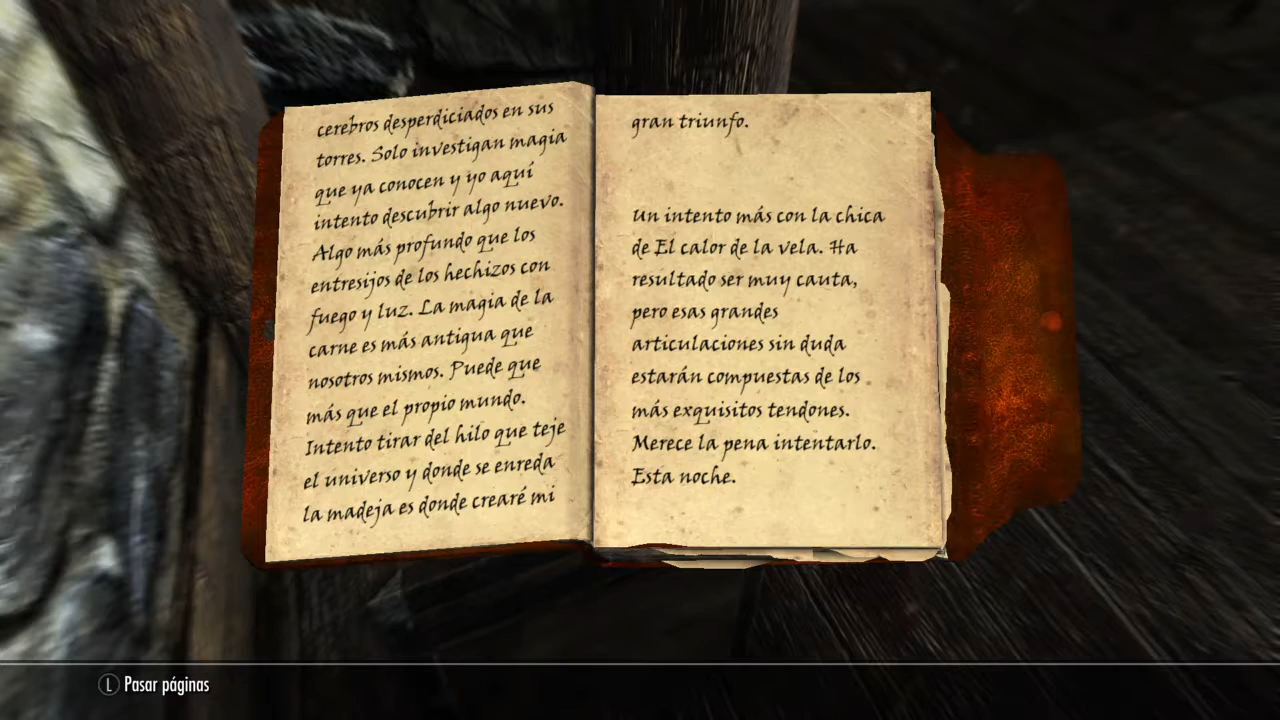 cerebros desperdiciados en sus
torres. Solo investigan magia
que ya conocen y yo aquí
intento descubrir algo nuevo.
Algo más profundo que los
entresijos de los hechizos con
fuego y luz. La magia de la
carne es más antigua que
nosotros mismos. Puede que
más que el propio mundo.
Intento tirar del hilo que teje
el universo y donde se enreda
la madeja es donde crearé mi
gran triunfo.
Un intento más con la chica
de El calor de la vela. Ha
resultado ser muy cauta,
pero esas grandes
articulaciones sin duda
estarán compuestas de los
más exquisitos tendones.
Merece la pena intentarlo.
Esta noche.
L Pasar páginas